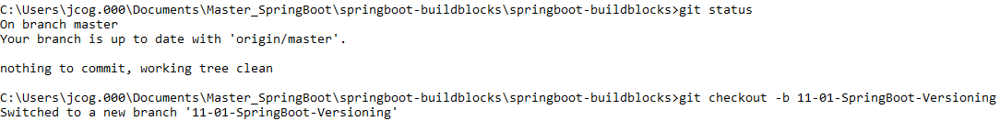 C:\Users\jcog.000\Documents\Master_SpringBoot\springboot-buildblocks\springboot-buildblocks>git status
On branch master
Your branch is up to date with 'origin/master'.
nothing to commit, working tree clean
C:\Users\jcog.000\Documents\Master_SpringBoot\springboot-buildblocks\springboot-buildblocks>git checkout -b 11-01-SpringBoot-Versioning
Switched to a new branch '11-01-SpringBoot-Versioning'